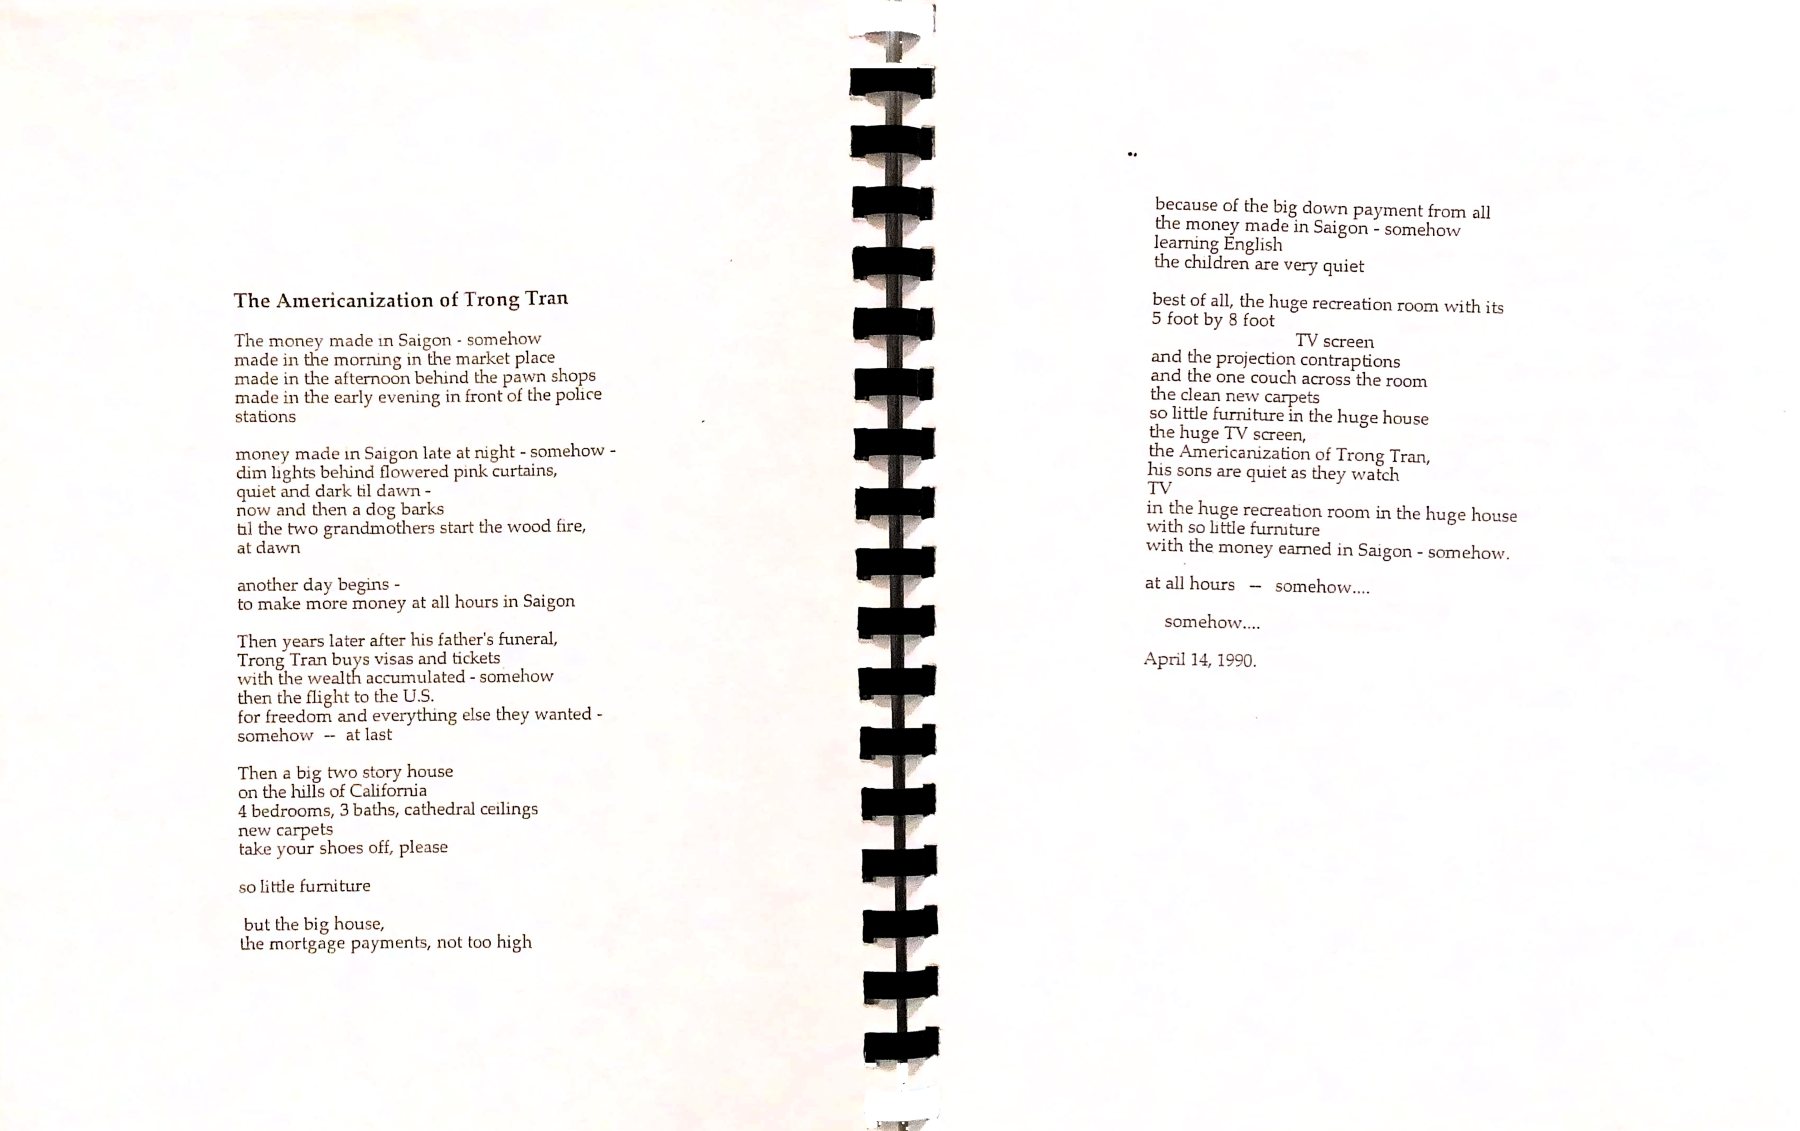 The Americanization of Trong Tran
The money made in Saigon - somehow
made in the morning in the market place
made in the afternoon behind the pawn shops
made in the early evening in front of the police
stations
money made in Saigon late at night - somehow -
dim lights behind flowered pink curtains,
quiet and dark til dawn -
now and then a dog barks
til the two grandmothers start the wood fire,
at dawn
another day begins -
to make more money at all hours in Saigon
Then years later after his father's funeral,
Trong Tran buys visas and tickets
with the wealth accumulated - somehow
then the flight to the U.S.
for freedom and everything else they wanted -
somehow -- at last
Then a big two story house
on the hills of California
4 bedrooms, 3 baths, cathedral ceilings
new carpets
take your shoes off, please
so little furniture
but the big house,
the mortgage payments, not too high
because of the big down payment from all
the money made in Saigon - somehow
learning English
the children are very quiet
best of all, the huge recreation room with its
5 foot by 8 foot
TV screen
and the projection contraptions
and the one couch across the room
the clean new carpets
so little furniture in the huge house
the huge TV screen,
the Americanization of Trong Tran,
his sons are quiet as they watch
TV
in the huge recreation room in the huge house
with so little furniture
with the money earned in Saigon - somehow.
at all hours -- somehow....
somehow....
April 14, 1990.